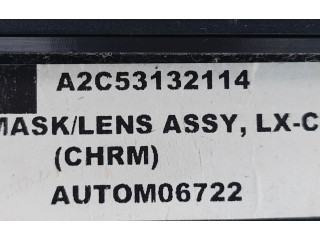 A2C53132114
MASK/LENS ASSY, LX-C
(CHRM)
AUTOM06722